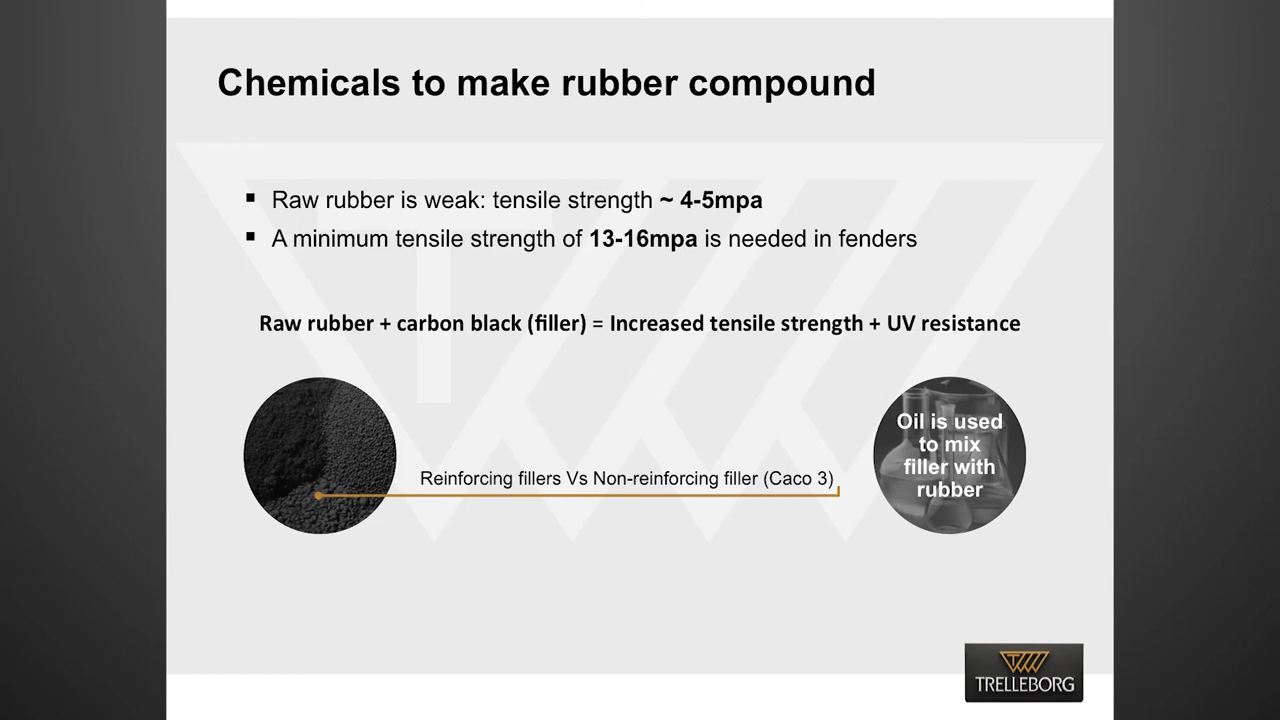 Chemicals to make rubber compound
Raw rubber is weak: tensile strength ~ 4-5mpa
A minimum tensile strength of 13-16mpa is needed in fenders
Raw rubber + carbon black (filler) = Increased tensile strength + UV resistance
Reinforcing fillers Vs Non-reinforcing filler (Caco 3)
Oil is used
to mix
filler with
rubber
TRELLEBORG